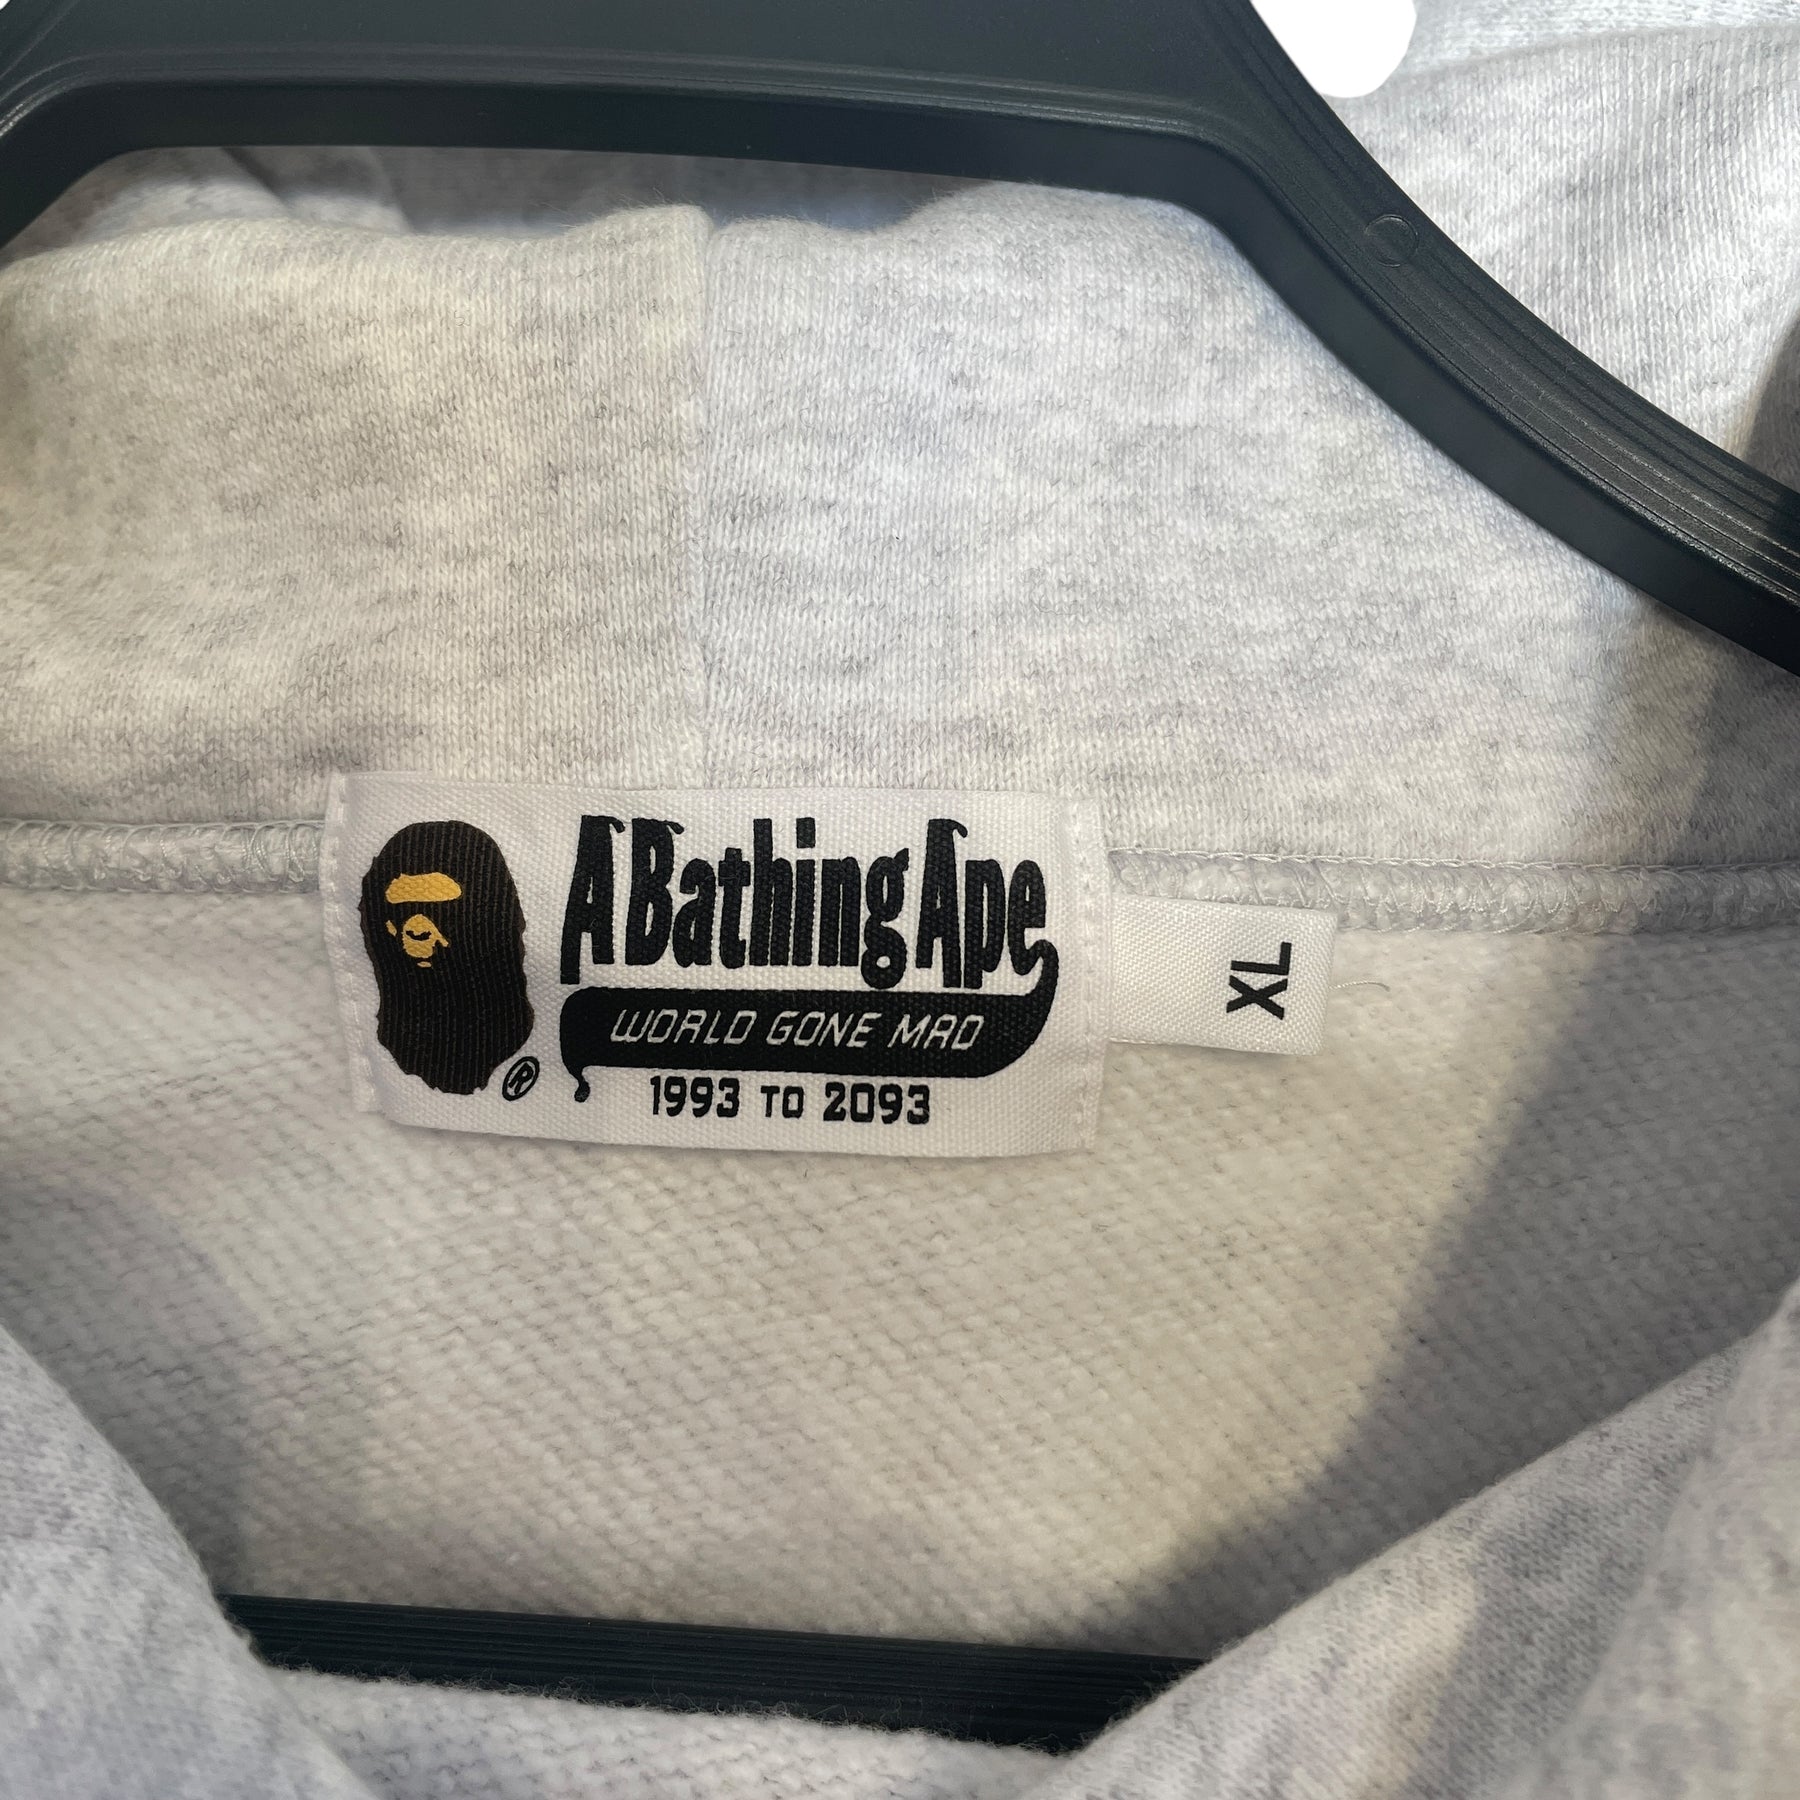 A Bathing Ape
WORLD GONE MAD
1993 TO 2093
®
XL